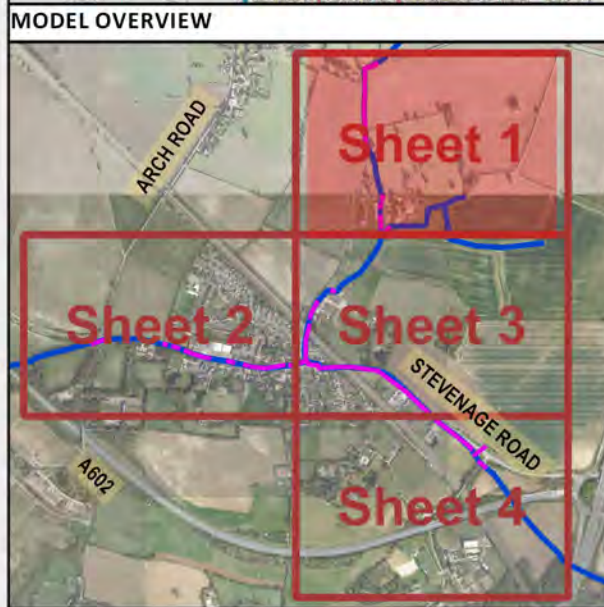 MODEL OVERVIEW
ARCH ROAD
Sheet 1
Sheet 2
Sheet 3
STEVENAGE ROAD
A602
Sheet 4